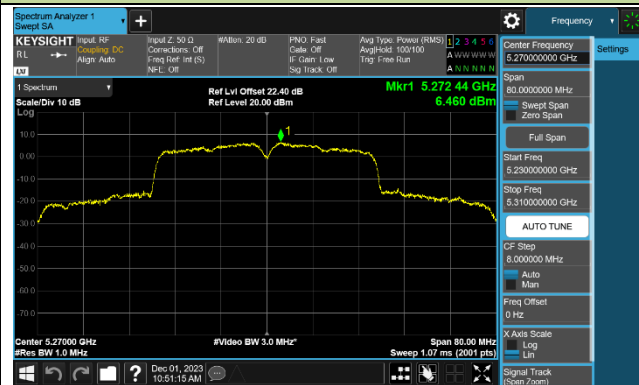 Spectrum Analyzer 1
Swept SA
+
Frequency
KEYSIGHT
RL
LXI
Input: RF
Coupling: DC
Align: Auto
Input Z: 50 Ω
Corrections: Off
Freq Ref: Int (S)
NFE: Off
#Atten: 20 dB
PNO: Fast
Gate: Off
IF Gain: Low
Sig Track: Off
Avg Type: Power (RMS)
Avg|Hold: 100/100
Trig: Free Run
1 2 3 4 5 6
A W W W W W
A N N N N N
1 Spectrum
Scale/Div 10 dB
Log
Ref Lvl Offset 22.40 dB
Ref Level 20.00 dBm
Mkr1 5.272 44 GHz
6.460 dBm
1
10.0
0.00
-10.0
-20.0
-30.0
-40.0
-50.0
-60.0
-70.0
Center 5.27000 GHz
#Res BW 1.0 MHz
#Video BW 3.0 MHz*
Span 80.00 MHz
Sweep 1.07 ms (2001 pts)
Center Frequency
5.270000000 GHz
Settings
Span
80.0000000 MHz
Swept Span
Zero Span
Full Span
Start Freq
5.230000000 GHz
Stop Freq
5.310000000 GHz
AUTO TUNE
CF Step
8.000000 MHz
Auto
Man
Freq Offset
0 Hz
X Axis Scale
Log
Lin
Signal Track
(Span Zoom)
?
Dec 01, 2023
10:51:15 AM